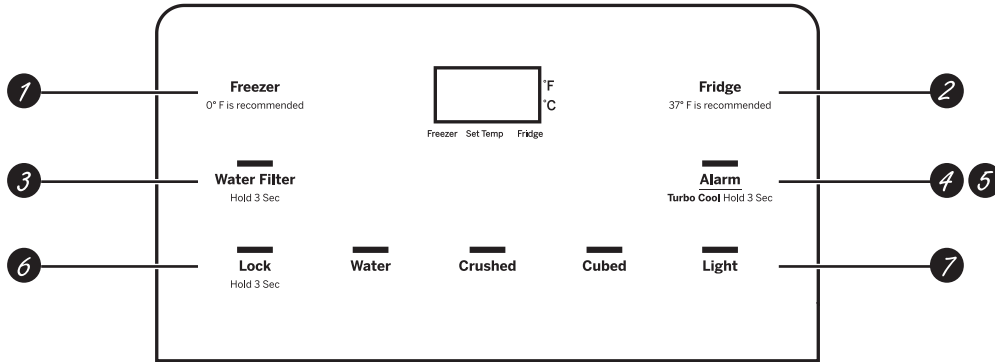 1
Freezer
0° F is recommended
°F
°C
Freezer Set Temp Fridge
Fridge
37° F is recommended
2
3
Water Filter
Hold 3 Sec
Alarm
Turbo Cool Hold 3 Sec
4 5
6
Lock
Hold 3 Sec
Water
Crushed
Cubed
Light
7